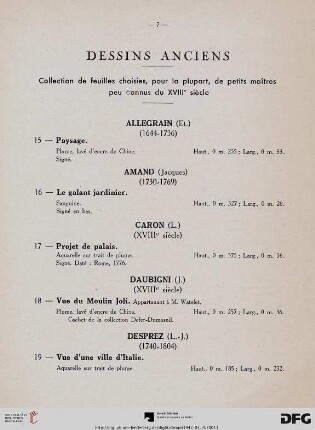 — 7 —
DESSINS ANCIENS
Collection de feuilles choisies, pour la plupart, de petits maîtres
peu connus du XVIIIᵉ siècle
ALLEGRAIN (Et.)
(1644-1736)
15 — Paysage.
Plume, lavé d'encre de Chine. Haut., 0 m. 255 ; Larg., 0 m. 33.
Signé.
AMAND (Jacques)
(1730-1769)
16 — Le galant jardinier.
Sanguine. Haut., 0 m. 327 ; Larg., 0 m. 26.
Signé en bas.
CARON (L.)
(XVIIIᵉ siècle)
17 — Projet de palais.
Aquarelle sur trait de plume. Haut., 0 m. 375 ; Larg., 0 m. 16.
Signé. Daté : Rome, 1776.
DAUBIGNI (J.)
(XVIIIᵉ siècle)
18 — Vue du Moulin Joli. Appartenant à M. Watelet.
Plume, lavé d'encre de Chine. Haut., 0 m. 257 ; Larg., 0 m. 36.
Cachet de la collection Defer-Dumesnil.
DESPREZ (L.-J.)
(1740-1804)
19 — Vue d'une ville d'Italie.
Aquarelle sur trait de plume. Haut., 0 m. 185 ; Larg., 0 m. 232.
DFG